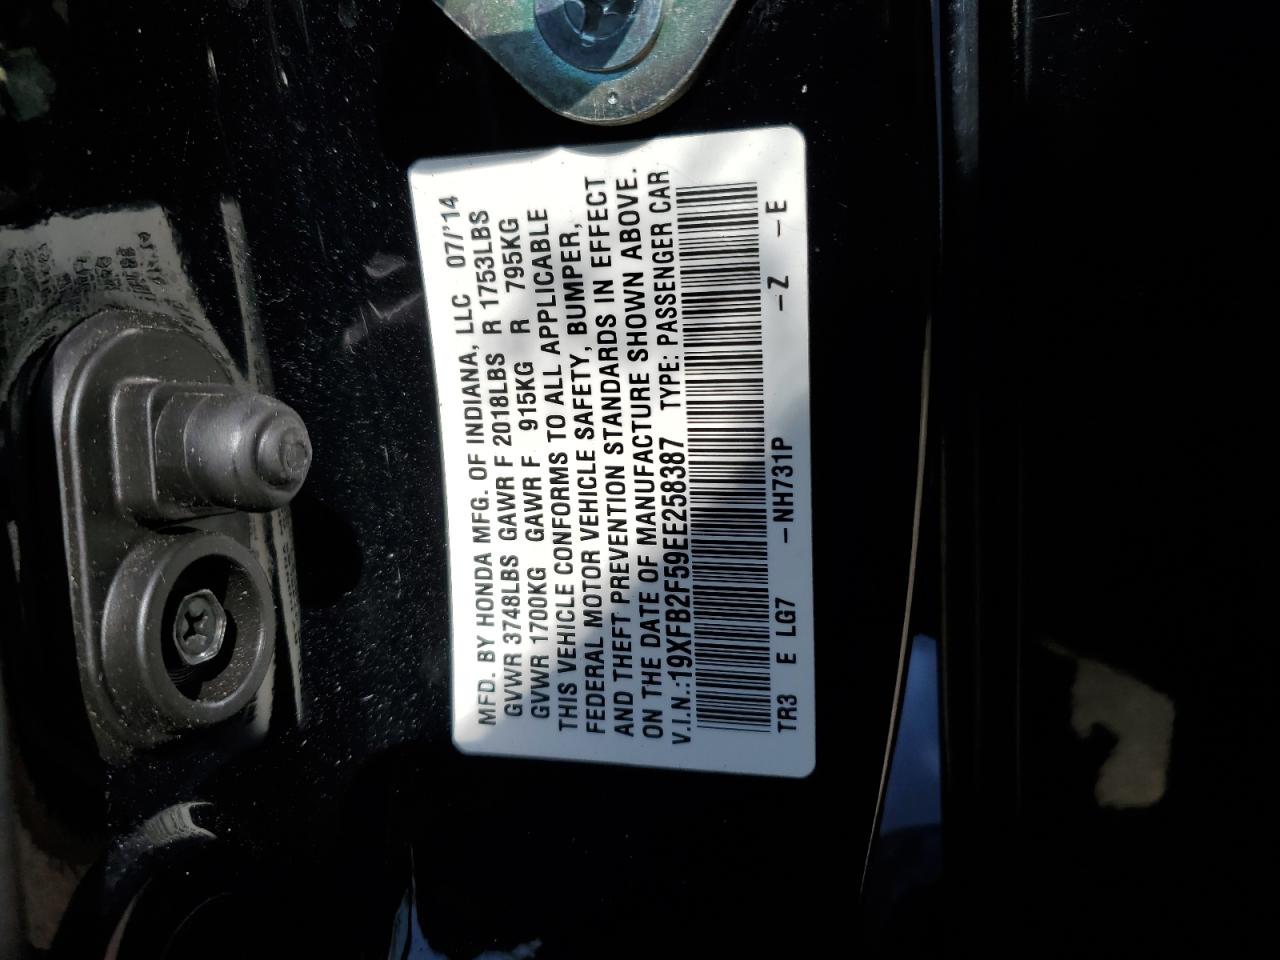 MFD. BY HONDA MFG. OF INDIANA, LLC 07/'14
GVWR 3748LBS GAWR F 2018LBS R 1753LBS
GVWR 1700KG GAWR F 915KG R 795KG
THIS VEHICLE CONFORMS TO ALL APPLICABLE
FEDERAL MOTOR VEHICLE SAFETY, BUMPER,
AND THEFT PREVENTION STANDARDS IN EFFECT
ON THE DATE OF MANUFACTURE SHOWN ABOVE.
V.I.N.:19XFB2F59EE258387 TYPE: PASSENGER CAR
TR3 E LG7 -NH731P -Z -E